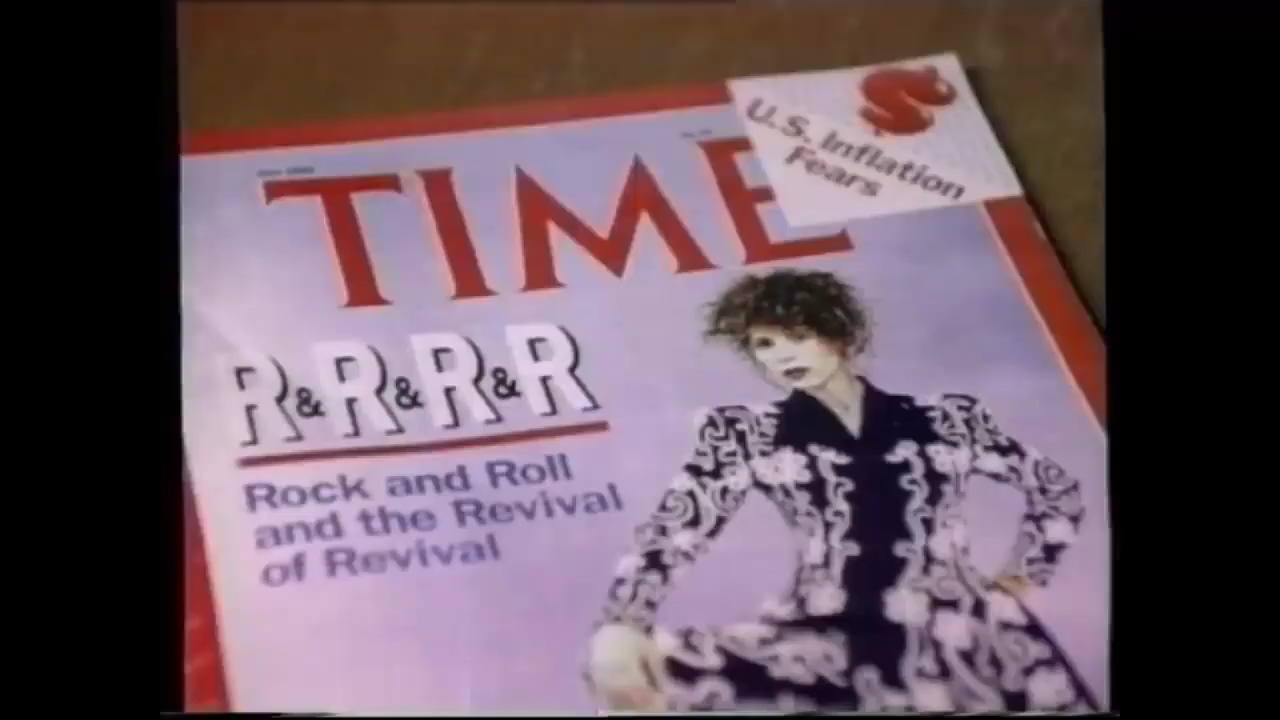 U.S. Inflation
Fears
TIME
R&R&R&R
Rock and Roll
and the Revival
of Revival